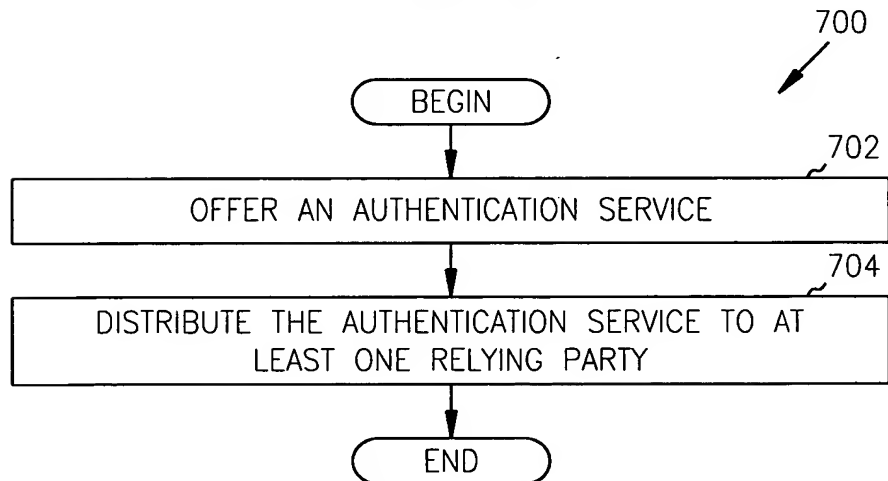 700
BEGIN
702
OFFER AN AUTHENTICATION SERVICE
704
DISTRIBUTE THE AUTHENTICATION SERVICE TO AT
LEAST ONE RELYING PARTY
END